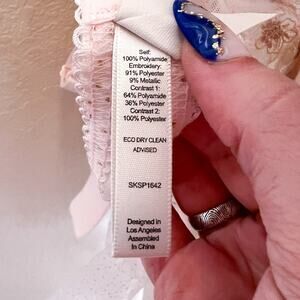 Self:
100% Polyamide
Embroidery:
91% Polyester
9% Metallic
Contrast 1:
64% Polyamide
36% Polyester
Contrast 2:
100% Polyester
ECO DRY CLEAN
ADVISED
SKSP1642
Designed in
Los Angeles
Assembled
In China